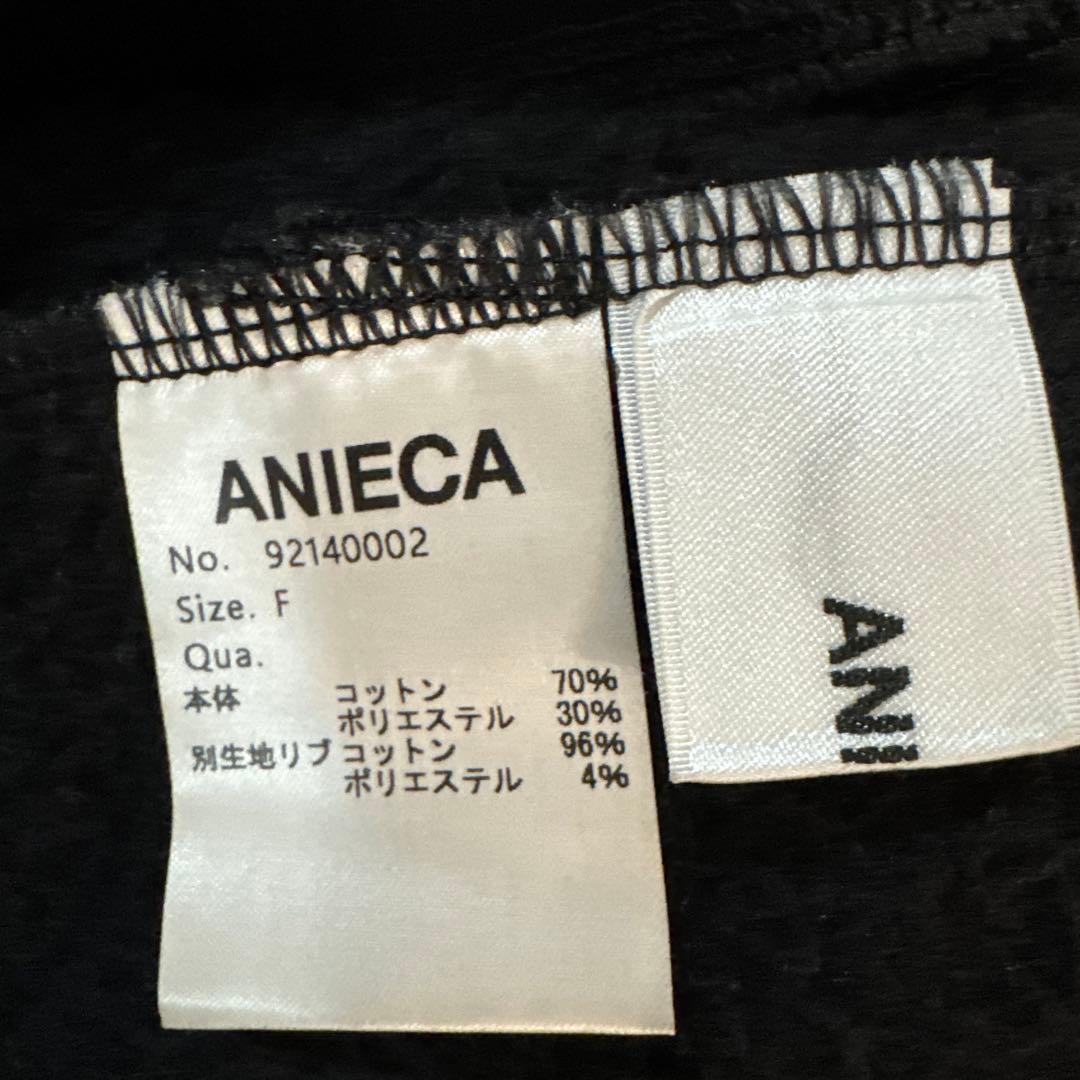 ANIECA
No. 92140002
Size. F
Qua.
本体 コットン 70%
ポリエステル 30%
別生地リブ コットン 96%
ポリエステル 4%
ANI